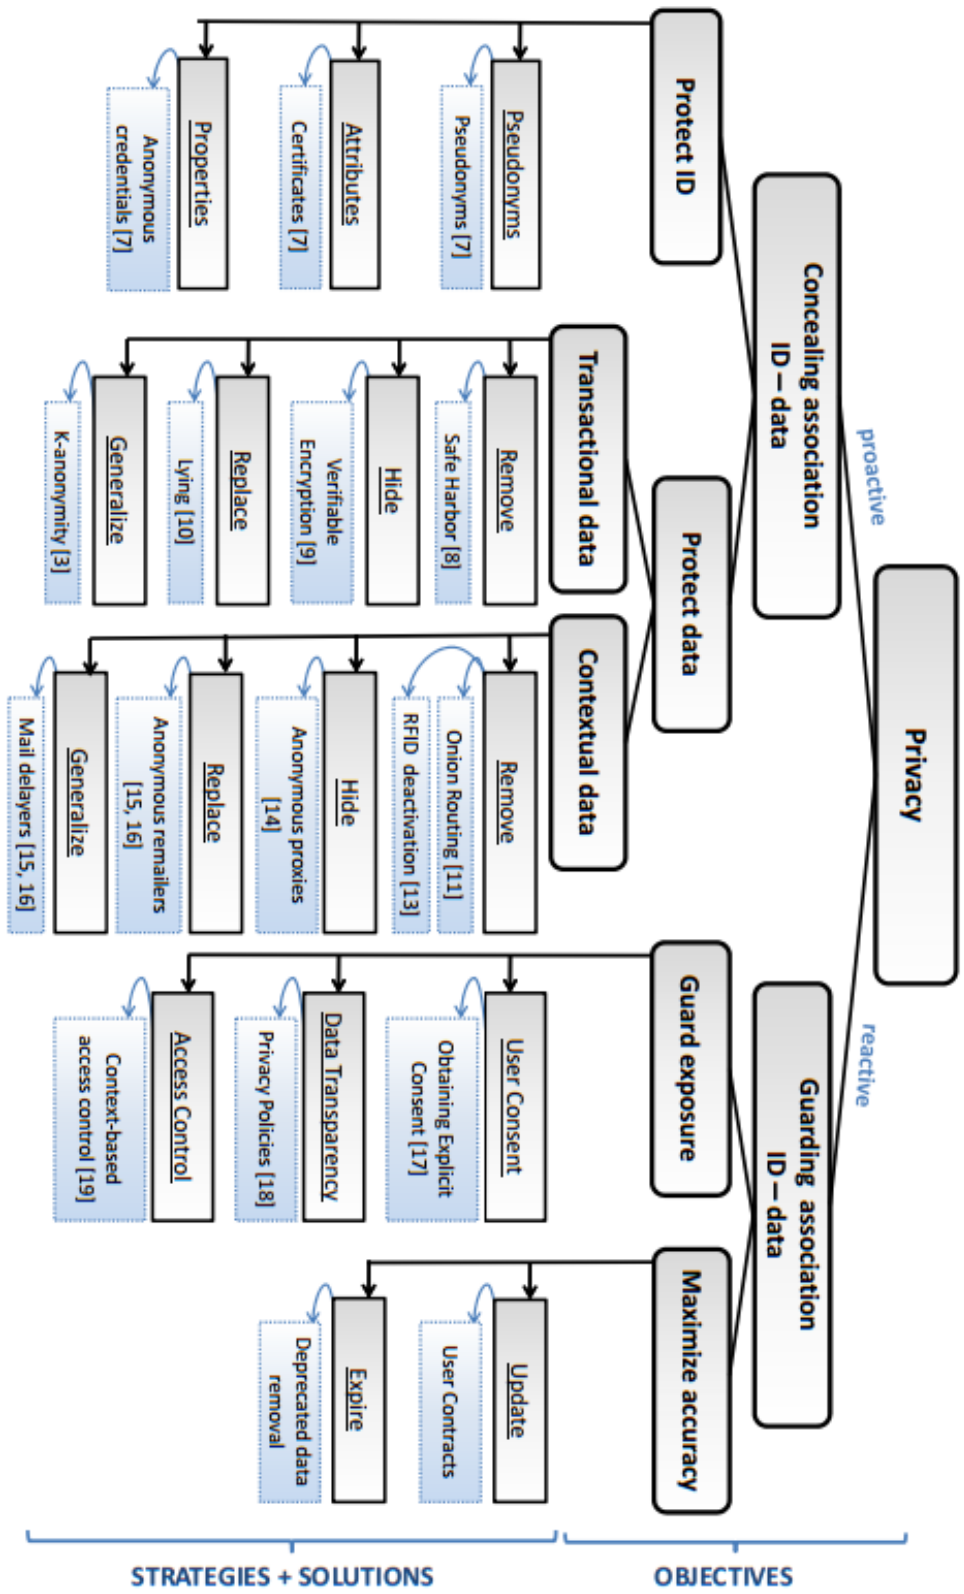 Privacy
proactive
reactive
Concealing association
ID – data
Guarding association
ID – data
Protect ID
Protect data
Guard exposure
Maximize accuracy
Transactional data
Contextual data
Pseudonyms
Pseudonyms [7]
Attributes
Certificates [7]
Properties
Anonymous
credentials [7]
Remove
Safe Harbor [8]
Hide
Verifiable
Encryption [9]
Replace
Lying [10]
Generalize
K-anonymity [3]
Remove
Onion Routing [11]
RFID deactivation [13]
Hide
Anonymous proxies
[14]
Replace
Anonymous remailers
[15, 16]
Generalize
Mail delayers [15, 16]
User Consent
Obtaining Explicit
Consent [17]
Data Transparency
Privacy Policies [18]
Access Control
Context-based
access control [19]
Update
User Contracts
Expire
Deprecated data
removal
OBJECTIVES
STRATEGIES + SOLUTIONS